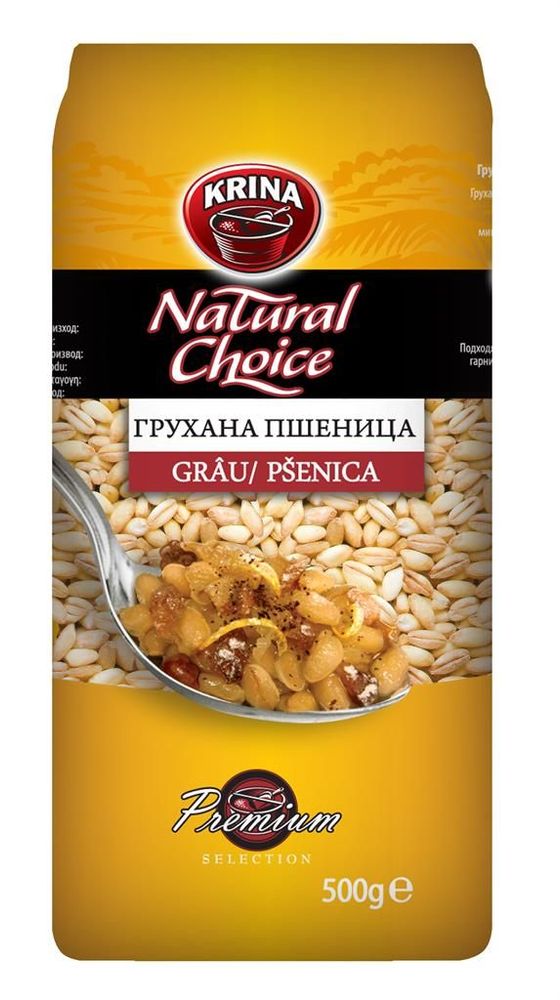 KRINA
Natural
Choice
ГРУХАНА ПШЕНИЦА
GRÂU/ PŠENICA
Premium
SELECTION
500g e